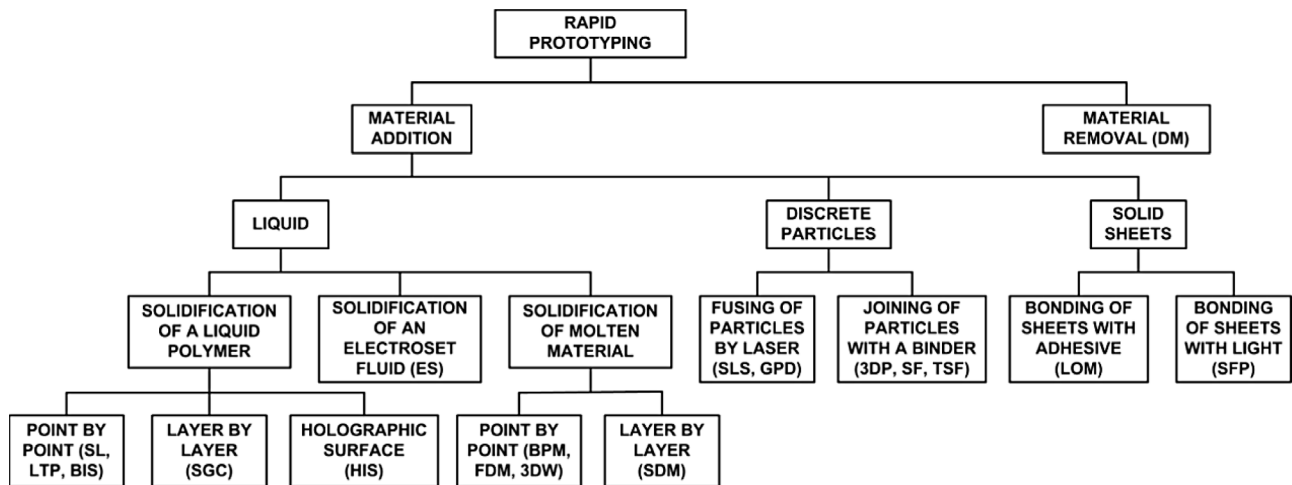 RAPID
PROTOTYPING
MATERIAL
ADDITION
MATERIAL
REMOVAL (DM)
LIQUID
DISCRETE
PARTICLES
SOLID
SHEETS
SOLIDIFICATION
OF A LIQUID
POLYMER
SOLIDIFICATION
OF AN
ELECTROSET
FLUID (ES)
SOLIDIFICATION
OF MOLTEN
MATERIAL
FUSING OF
PARTICLES
BY LASER
(SLS, GPD)
JOINING OF
PARTICLES
WITH A BINDER
(3DP, SF, TSF)
BONDING OF
SHEETS WITH
ADHESIVE
(LOM)
BONDING
OF SHEETS
WITH LIGHT
(SFP)
POINT BY
POINT (SL,
LTP, BIS)
LAYER BY
LAYER
(SGC)
HOLOGRAPHIC
SURFACE
(HIS)
POINT BY
POINT (BPM,
FDM, 3DW)
LAYER BY
LAYER
(SDM)